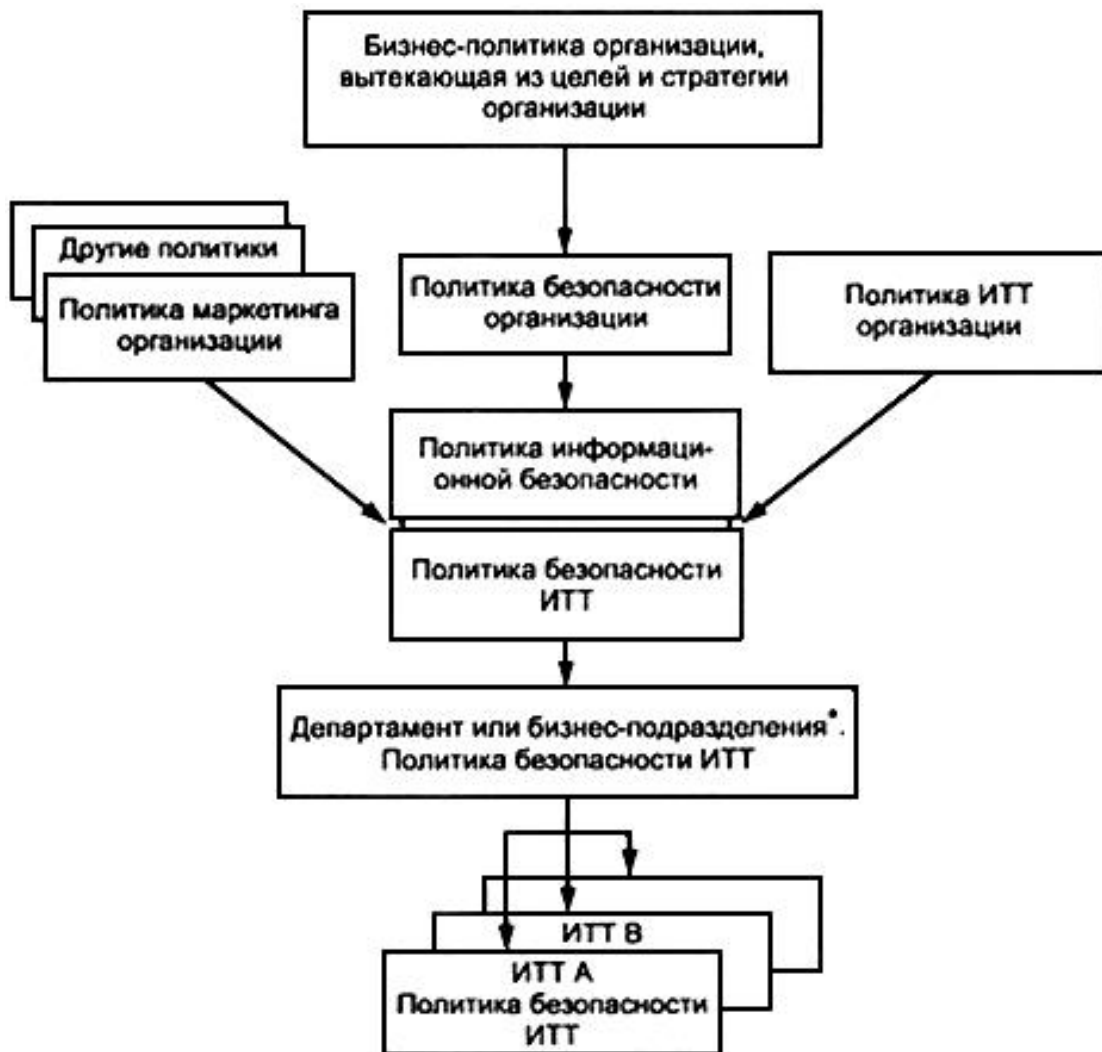 Бизнес-политика организации,
вытекающая из целей и стратегии
организации
Другие политики
Политика маркетинга
организации
Политика безопасности
организации
Политика ИТТ
организации
Политика информаци-
онной безопасности
Политика безопасности
ИТТ
Департамент или бизнес-подразделения*.
Политика безопасности ИТТ
ИТТ B
ИТТ A
Политика безопасности
ИТТ